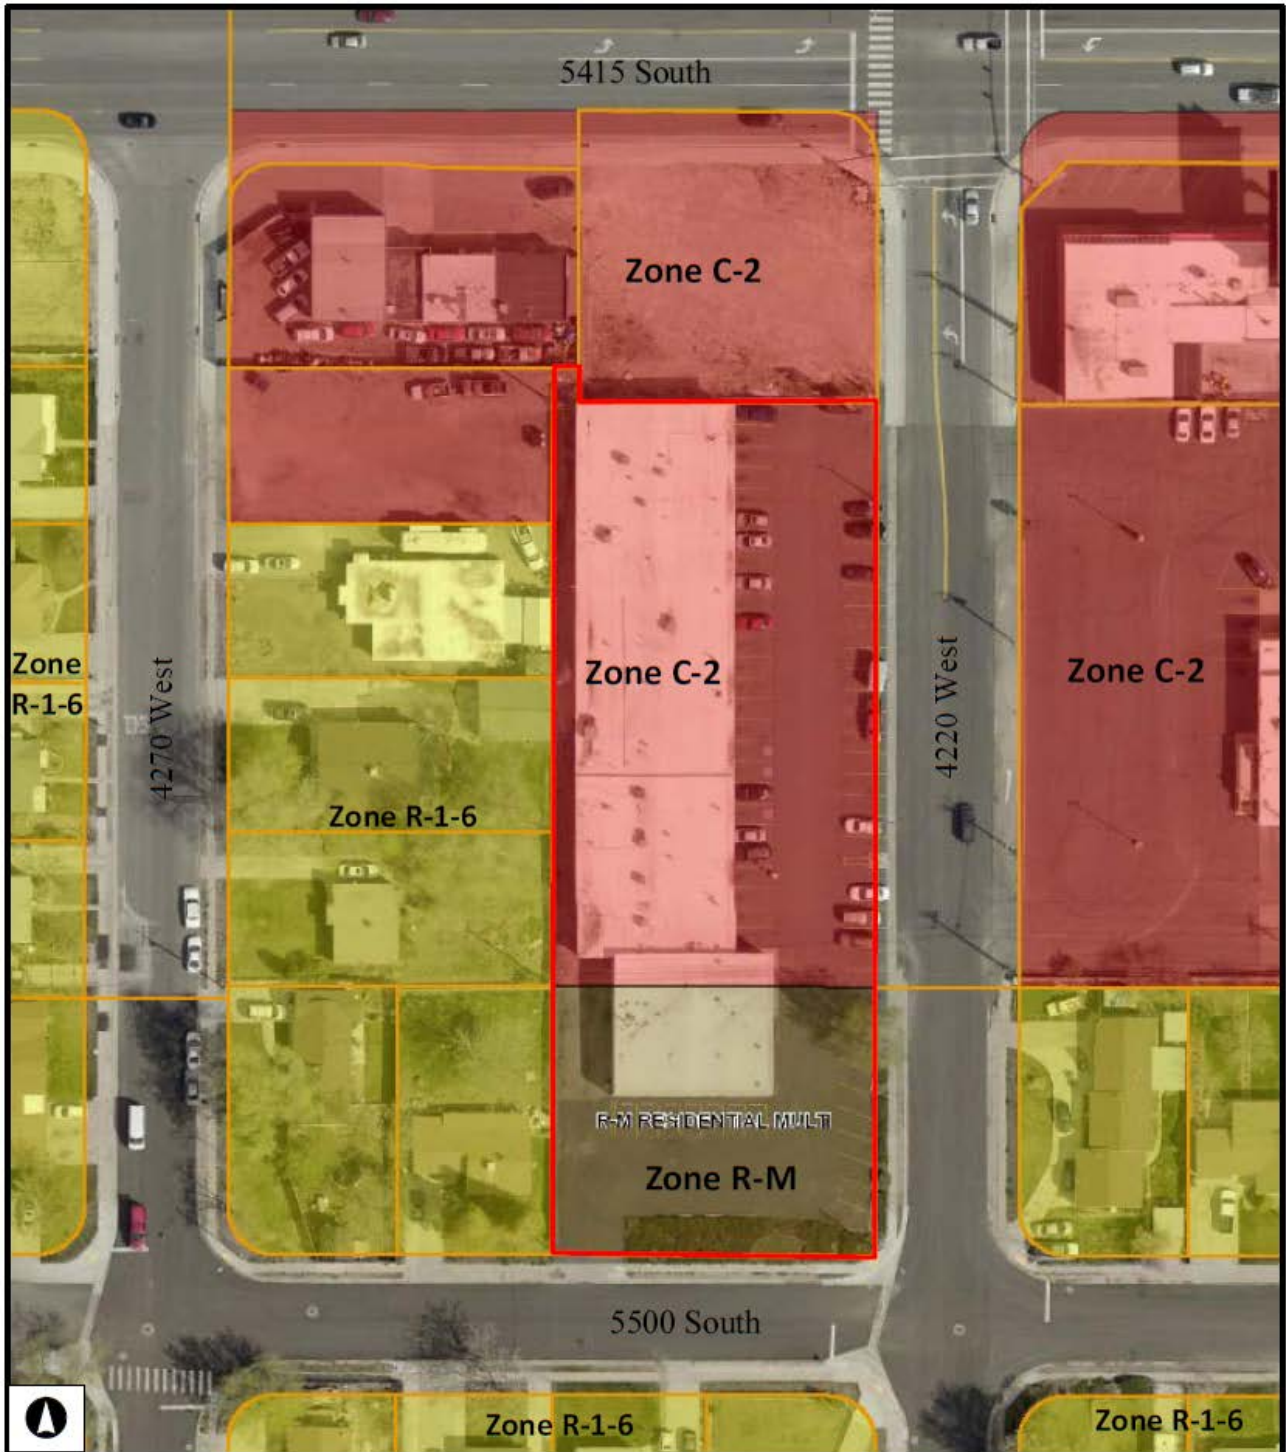 5415 South
Zone C-2
Zone
R-1-6
4270 West
Zone C-2
4220 West
Zone C-2
Zone R-1-6
R-M RESIDENTIAL MULTI
Zone R-M
5500 South
Zone R-1-6
Zone R-1-6